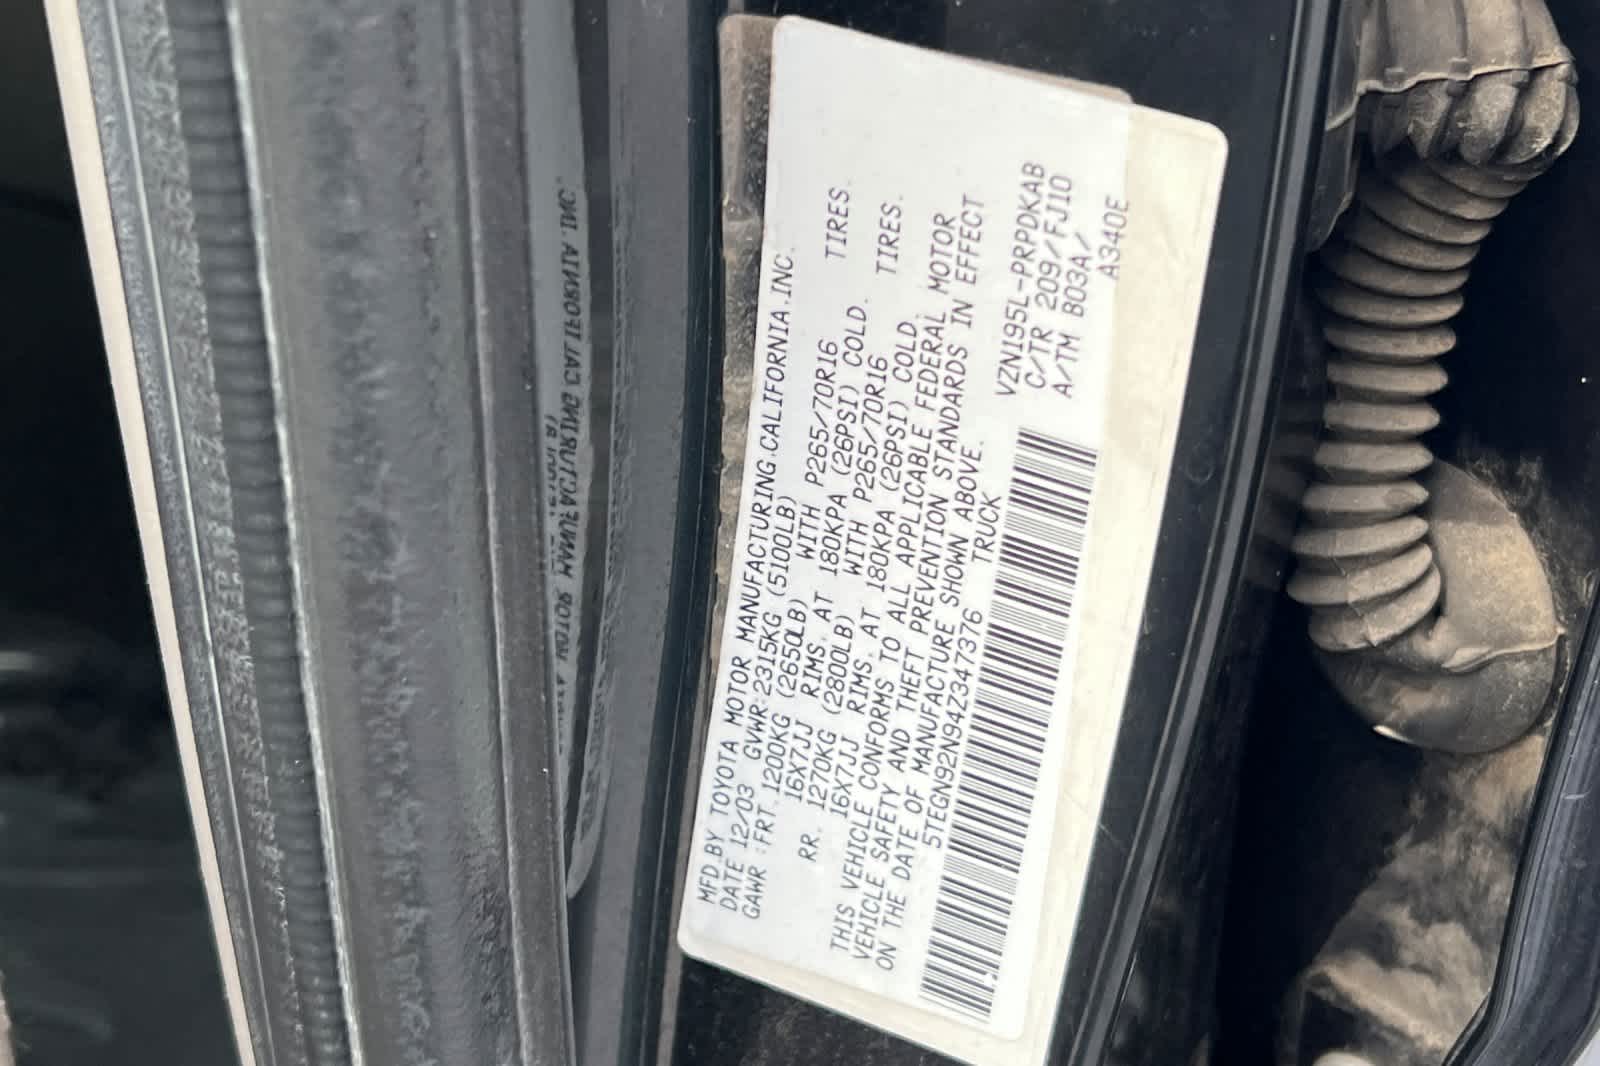 MFD BY TOYOTA MOTOR MANUFACTURING.CALIFORNIA.INC.
DATE 12/03 GVWR:2315KG (5100LB)
GAWR :FRT.1200KG (2650LB) WITH P265/70R16 TIRES.
16X7JJ RIMS. AT 180KPA (26PSI) COLD.
RR. 1270KG (2800LB) WITH P265/70R16 TIRES.
16X7JJ RIMS. AT 180KPA (26PSI) COLD.
THIS VEHICLE CONFORMS TO ALL APPLICABLE FEDERAL MOTOR
VEHICLE SAFETY AND THEFT PREVENTION STANDARDS IN EFFECT
ON THE DATE OF MANUFACTURE SHOWN ABOVE.
5TEGN92N94Z347376 TRUCK
VZN195L-PRPDKAB
C/TR 209/FJ10
A/TM B03A/
A340E